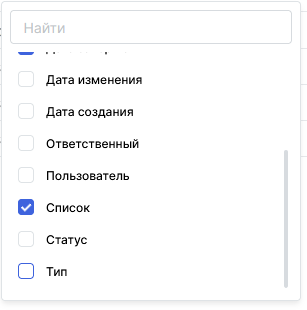 Найти
Дата изменения
Дата создания
Ответственный
Пользователь
Список
Статус
Тип